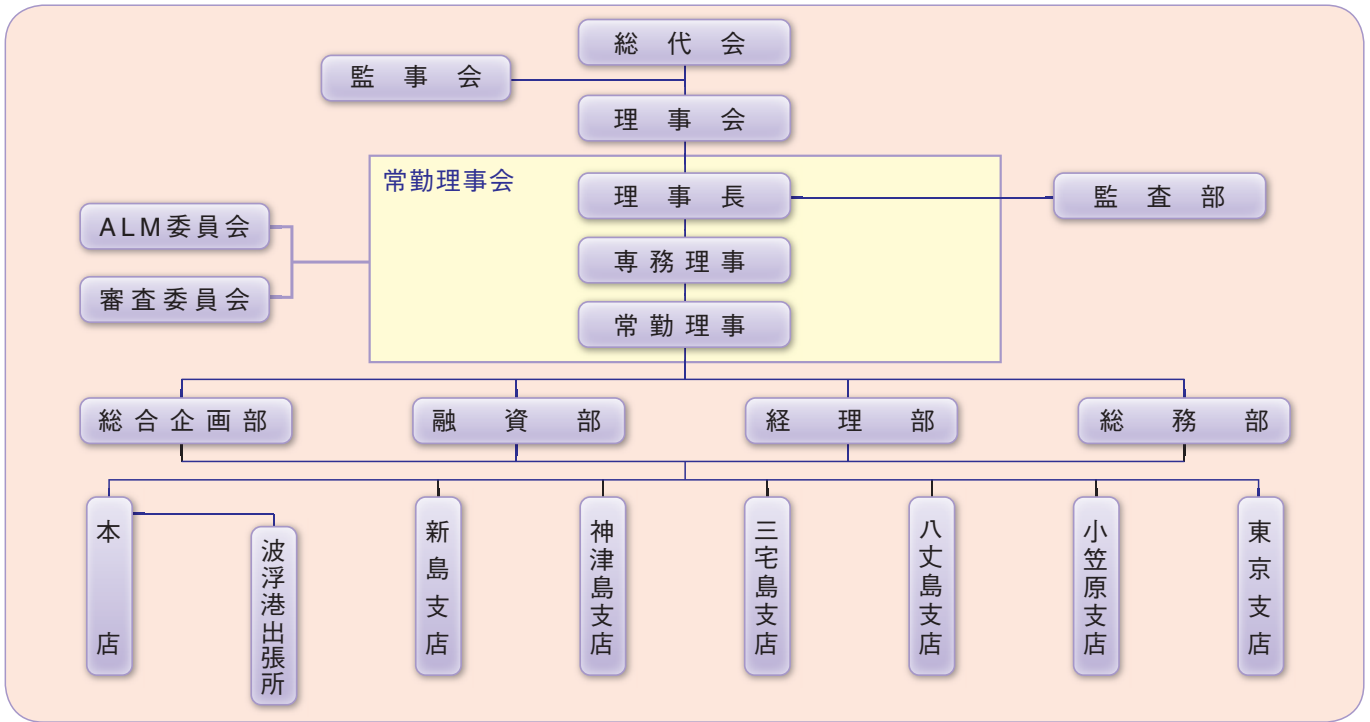 総代会
監事会
理事会
常勤理事会
理事長
監査部
ALM委員会
専務理事
審査委員会
常勤理事
総合企画部
融資部
経理部
総務部
本店
波浮港出張所
新島支店
神津島支店
三宅島支店
八丈島支店
小笠原支店
東京支店